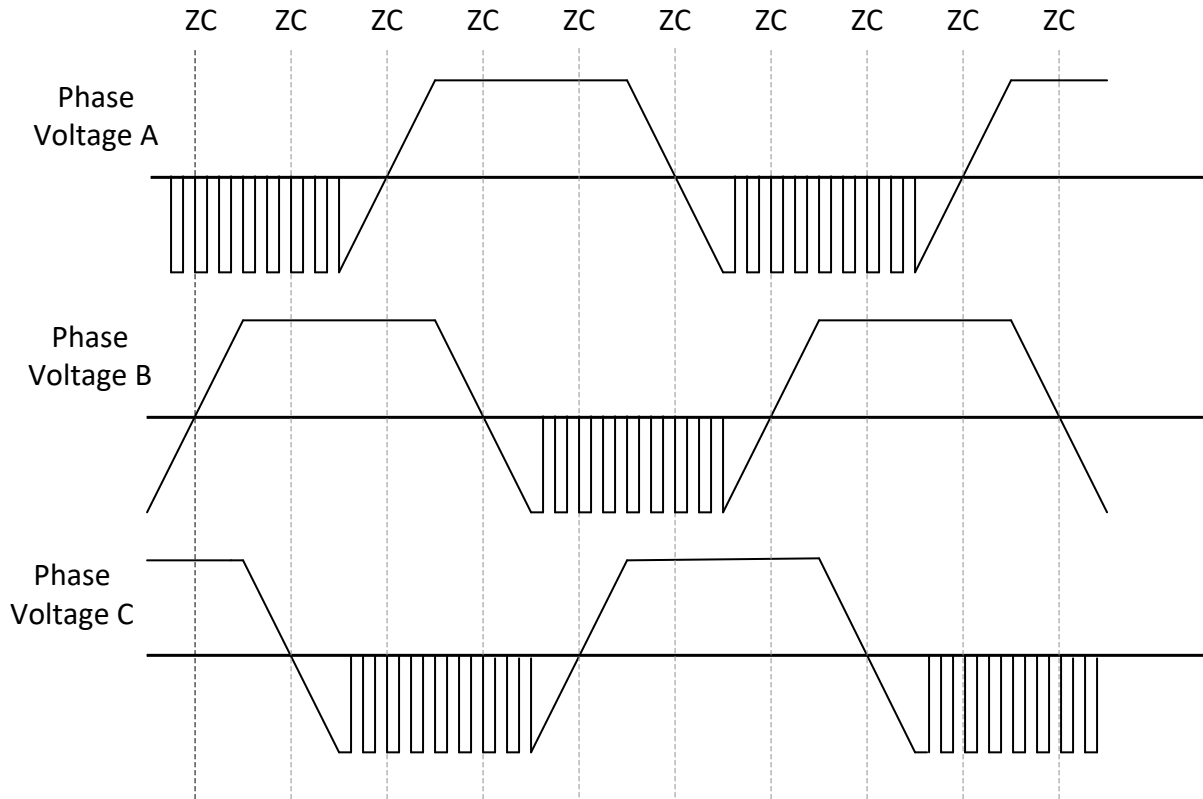 ZC ZC ZC ZC ZC ZC ZC ZC ZC ZC
Phase
Voltage A
Phase
Voltage B
Phase
Voltage C